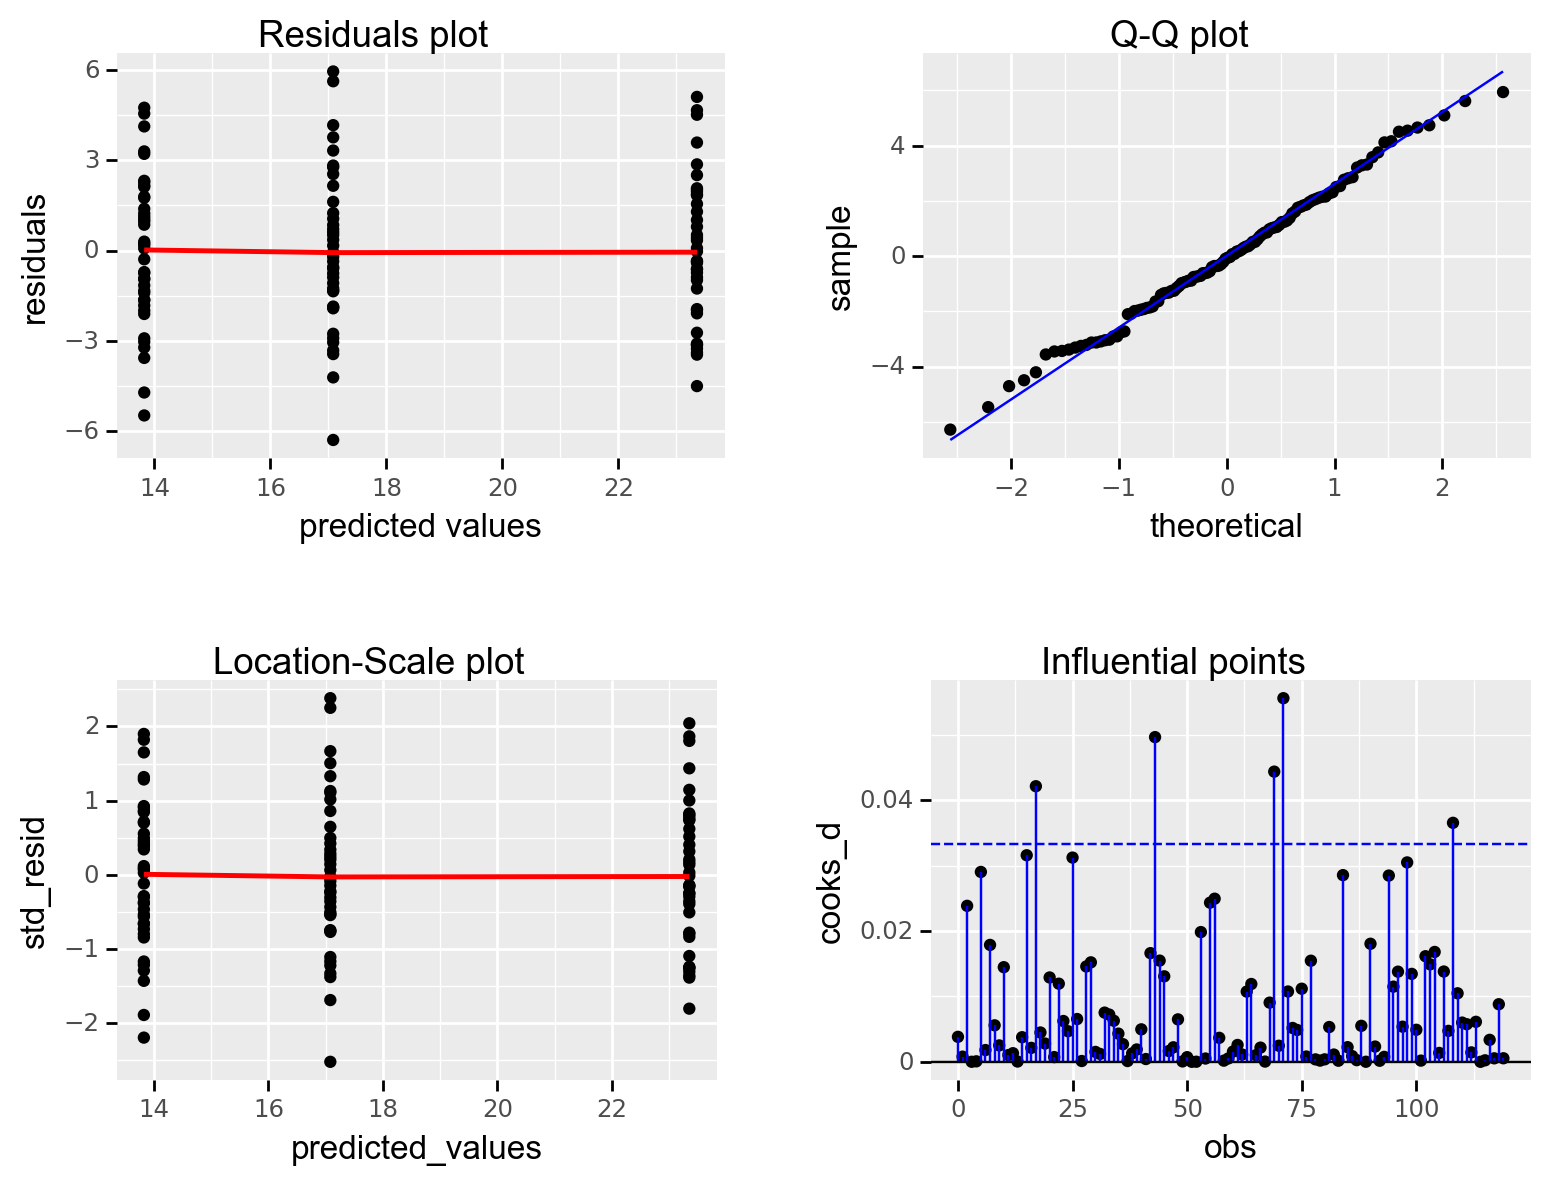 Residuals plot
6
3
0
−3
−6
residuals
14 16 18 20 22
predicted values
Q-Q plot
4
0
−4
sample
−2 −1 0 1 2
theoretical
Location-Scale plot
2
1
0
−1
−2
std_resid
14 16 18 20 22
predicted_values
Influential points
0.04
0.02
0
cooks_d
0 25 50 75 100
obs